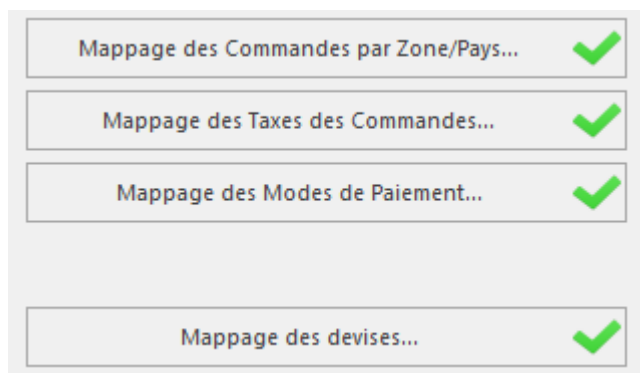 Mappage des Commandes par Zone/Pays...
Mappage des Taxes des Commandes...
Mappage des Modes de Paiement...
Mappage des devises...